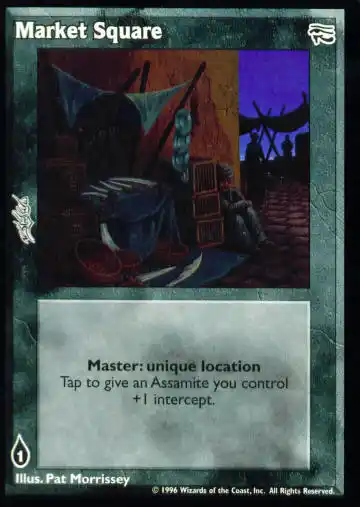 Market Square
Master: unique location
Tap to give an Assamite you control
+1 intercept.
1
Illus. Pat Morrissey
© 1996 Wizards of the Coast, Inc. All Rights Reserved.